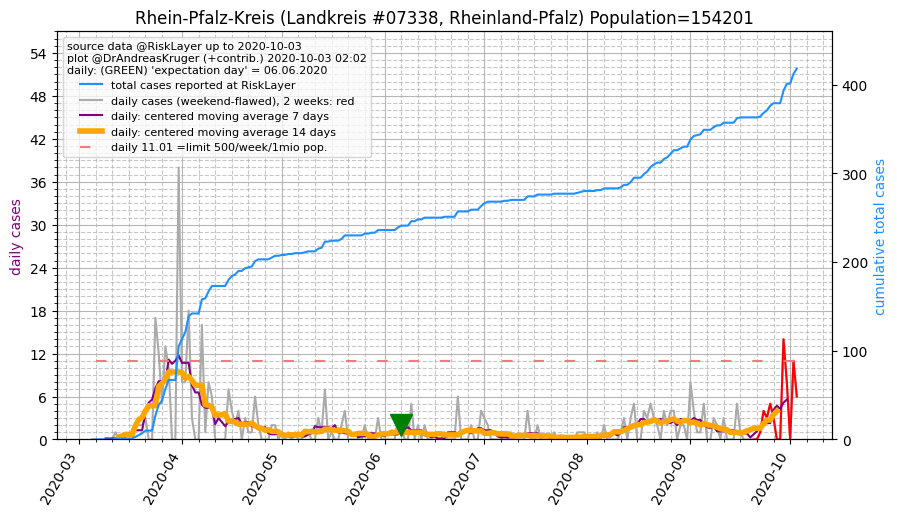 Rhein-Pfalz-Kreis (Landkreis #07338, Rheinland-Pfalz) Population=154201
source data @RiskLayer up to 2020-10-03
plot @DrAndreasKruger (+contrib.) 2020-10-03 02:02
daily: (GREEN) 'expectation day' = 06.06.2020
total cases reported at RiskLayer
daily cases (weekend-flawed), 2 weeks: red
daily: centered moving average 7 days
daily: centered moving average 14 days
daily 11.01 =limit 500/week/1mio pop.
daily cases
54
48
42
36
30
24
18
12
6
0
400
300
200
100
0
cumulative total cases
2020-03
2020-04
2020-05
2020-06
2020-07
2020-08
2020-09
2020-10